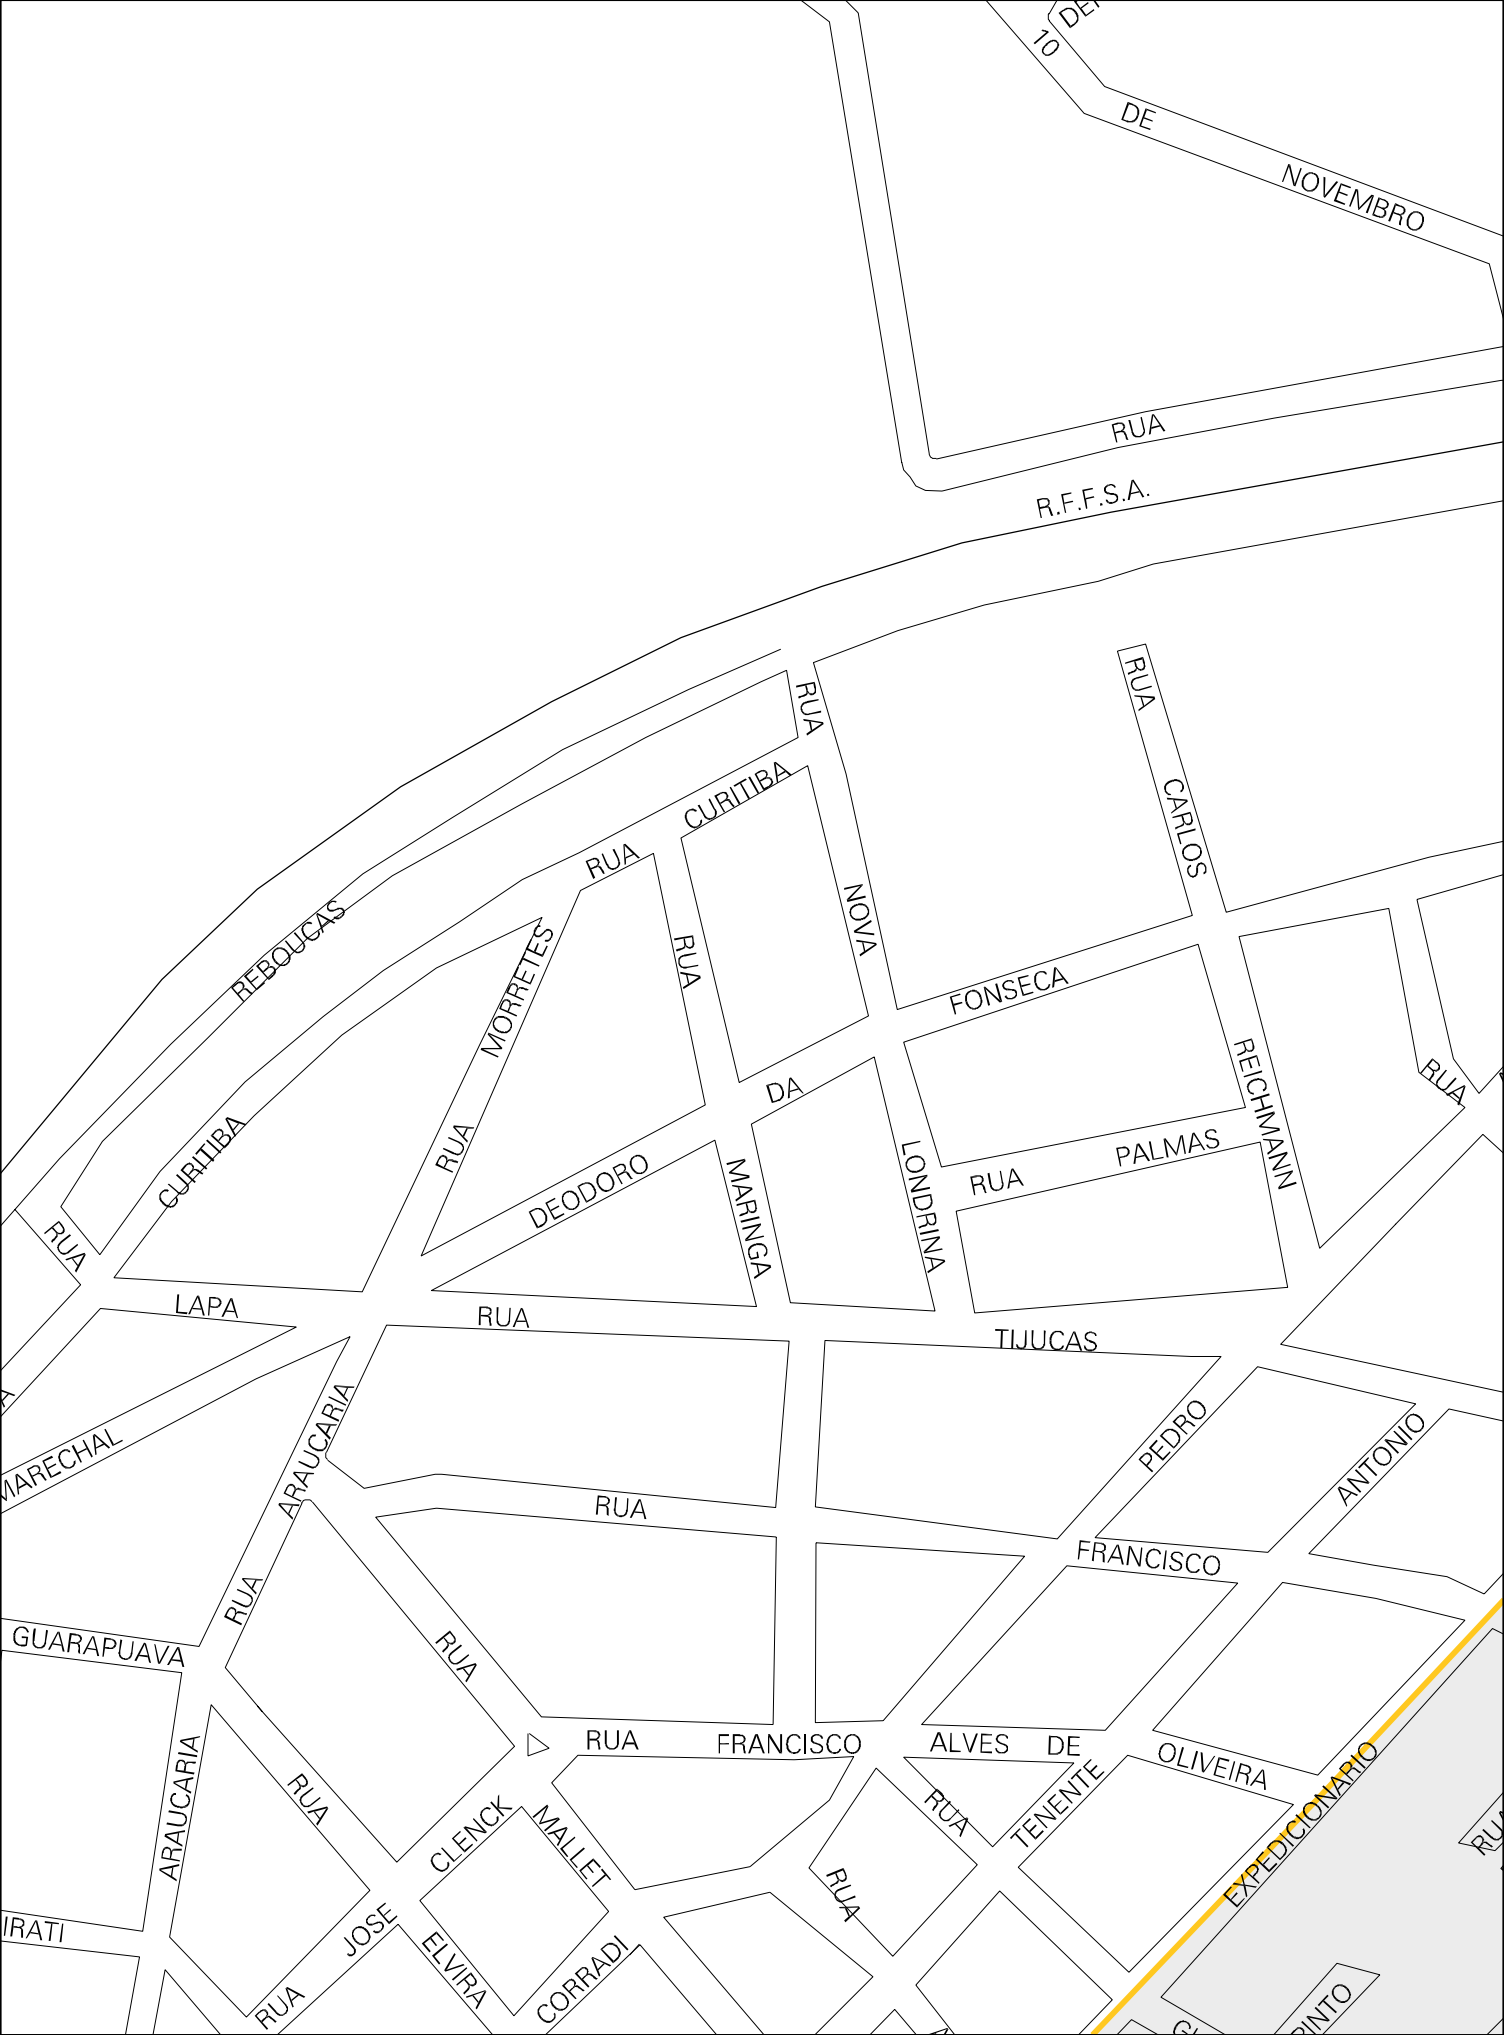 10
DE
NOVEMBRO
RUA
R.F.F.S.A.
RUA
RUA
CURITIBA
CARLOS
RUA
REBOUCAS
NOVA
MORRETES
RUA
FONSECA
DA
REICHMANN
RUA
CURITIBA
RUA
DEODORO
MARINGA
LONDRINA
RUA
PALMAS
RUA
LAPA
RUA
TIJUCAS
MARECHAL
ARAUCARIA
PEDRO
ANTONIO
RUA
FRANCISCO
RUA
GUARAPUAVA
RUA
RUA
FRANCISCO
ALVES DE
OLIVEIRA
ARAUCARIA
RUA
CLENCK
MALLET
RUA
TENENTE
EXPEDICIONARIO
RUA
RUA
IRATI
JOSE
ELVIRA
CORRADI
RUA
PINTO